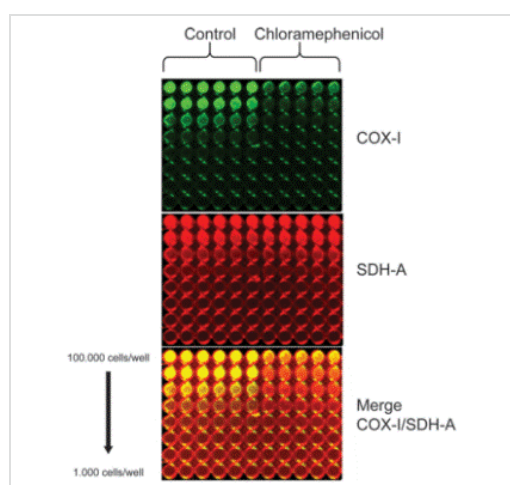 Control Chloramephenicol
COX-I
SDH-A
100.000 cells/well
Merge
COX-I/SDH-A
1.000 cells/well